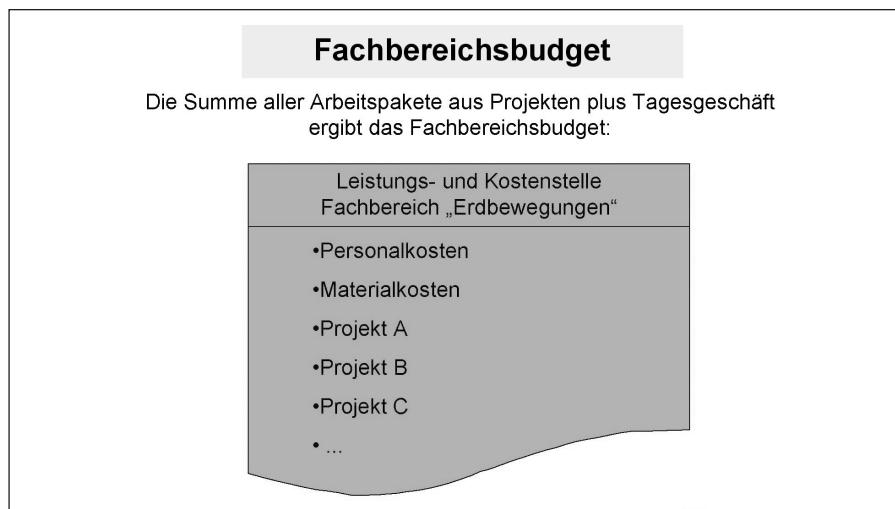 Fachbereichsbudget
Die Summe aller Arbeitspakete aus Projekten plus Tagesgeschäft
ergibt das Fachbereichsbudget:
Leistungs- und Kostenstelle
Fachbereich „Erdbewegungen“
•Personalkosten
•Materialkosten
•Projekt A
•Projekt B
•Projekt C
• ...